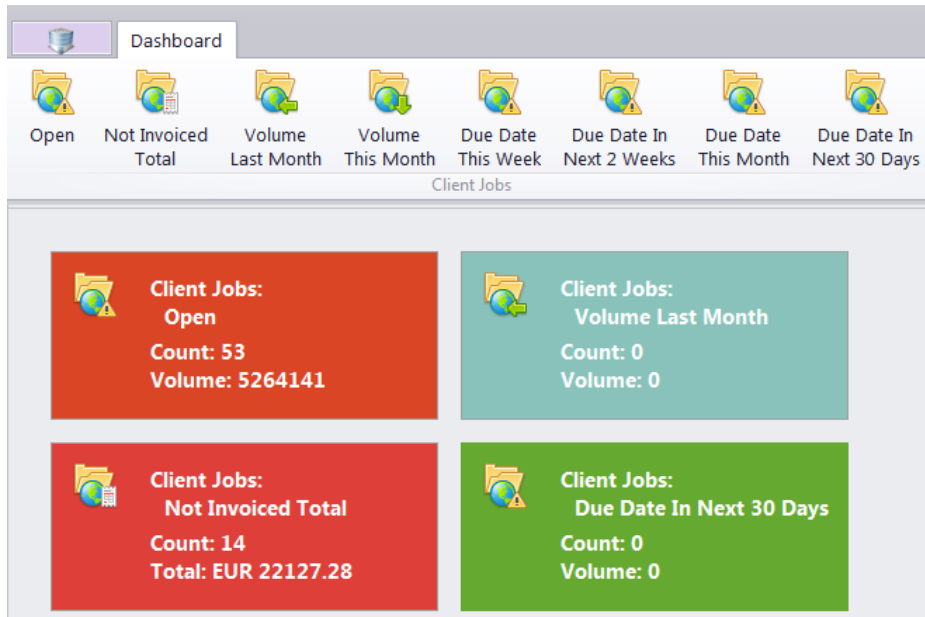 Dashboard
Open
Not Invoiced
Total
Volume
Last Month
Volume
This Month
Due Date
This Week
Due Date In
Next 2 Weeks
Due Date
This Month
Due Date In
Next 30 Days
Client Jobs
Client Jobs:
Open
Count: 53
Volume: 5264141
Client Jobs:
Volume Last Month
Count: 0
Volume: 0
Client Jobs:
Not Invoiced Total
Count: 14
Total: EUR 22127.28
Client Jobs:
Due Date In Next 30 Days
Count: 0
Volume: 0